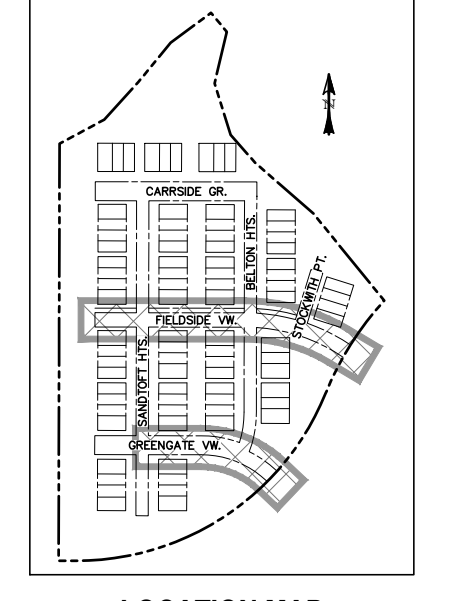 N
CARRSIDE GR.
BELTON HTS.
STOCKWITH PT.
FIELDSIDE VW.
SANDTOFT HTS.
GREENGATE VW.
LOCATION MAP